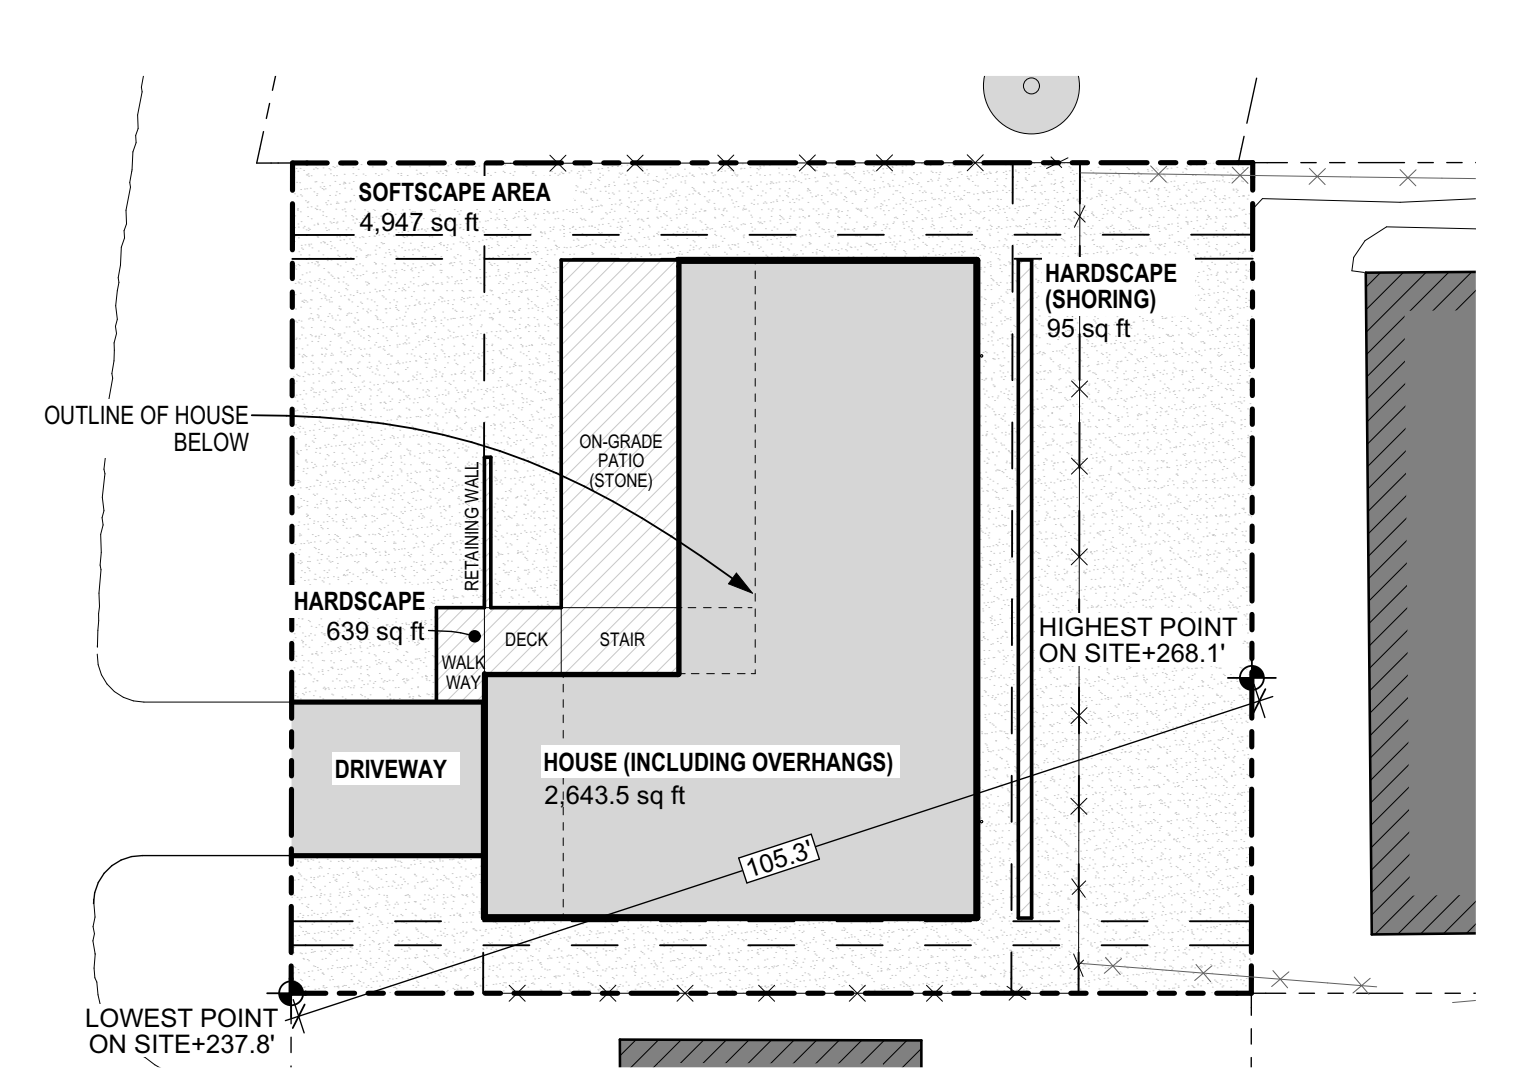 SOFTSCAPE AREA
4,947 sq ft
HARDSCAPE
(SHORING)
95 sq ft
OUTLINE OF HOUSE
BELOW
ON-GRADE
PATIO
(STONE)
RETAINING WALL
HARDSCAPE
639 sq ft
DECK
STAIR
WALK
WAY
HIGHEST POINT
ON SITE+268.1'
DRIVEWAY
HOUSE (INCLUDING OVERHANGS)
2,643.5 sq ft
105.3'
LOWEST POINT
ON SITE+237.8'